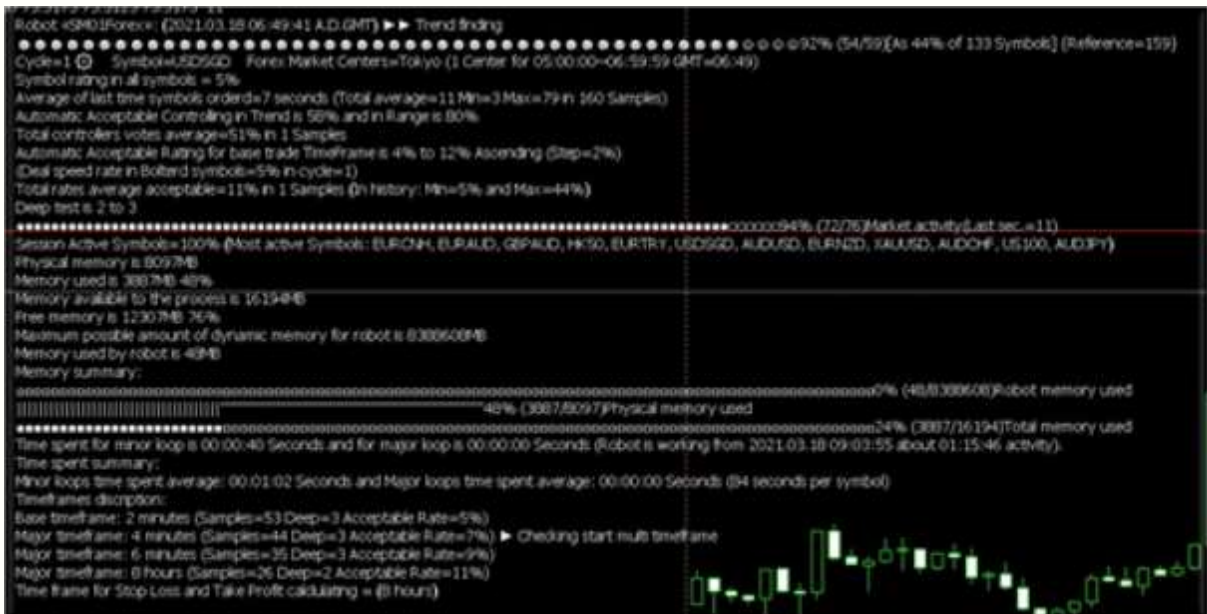 Robot «SM01Forex»: (2021.03.18 06:49:41 A.D.GMT) ►► Trend finding
92% (54/59)[As 44% of 133 Symbols] (Reference=159)
Cycle=1 Symbol=USDSGD Forex Market Centers=Tokyo (1 Center for 05:00:00~06:59:59 GMT=06:49)
Symbol rating in all symbols = 5%
Average of last time symbols orderd=7 seconds (Total average=11 Min=3 Max=79 in 160 Samples)
Automatic Acceptable Controlling in Trend is 58% and in Range is 80%
Total controllers votes average=51% in 1 Samples
Automatic Acceptable Rating for base trade TimeFrame is 4% to 12% Ascending (Step=2%)
(Deal speed rate in Bolterd symbols=5% in cycle=1)
Total rates average acceptable=11% in 1 Samples (In history: Min=5% and Max=44%)
Deep test is 2 to 3
94% (72/76)Market activity(Last sec.=11)
Session Active Symbols=100% (Most active Symbols: EURCNH, EURAUD, GBPAUD, HK50, EURTRY, USDSGD, AUDUSD, EURNZD, XAUUSD, AUDCHF, US100, AUDJPY)
Physical memory is 8097MB
Memory used is 3887MB 48%
Memory available to the process is 16194MB
Free memory is 12307MB 76%
Maximum possible amount of dynamic memory for robot is 8388608MB
Memory used by robot is 48MB
Memory summary:
0% (48/8388608)Robot memory used
48% (3887/8097)Physical memory used
24% (3887/16194)Total memory used
Time spent for minor loop is 00:00:40 Seconds and for major loop is 00:00:00 Seconds (Robot is working from 2021.03.18 09:03:55 about 01:15:46 activity).
Time spent summary:
Minor loops time spent average: 00:01:02 Seconds and Major loops time spent average: 00:00:00 Seconds (84 seconds per symbol)
Timeframes discription:
Base timeframe: 2 minutes (Samples=53 Deep=3 Acceptable Rate=5%)
Major timeframe: 4 minutes (Samples=44 Deep=3 Acceptable Rate=7%) ► Checking start multi timeframe
Major timeframe: 6 minutes (Samples=35 Deep=3 Acceptable Rate=9%)
Major timeframe: 8 hours (Samples=26 Deep=2 Acceptable Rate=11%)
Time frame for Stop Loss and Take Profit caldulating = (8 hours)